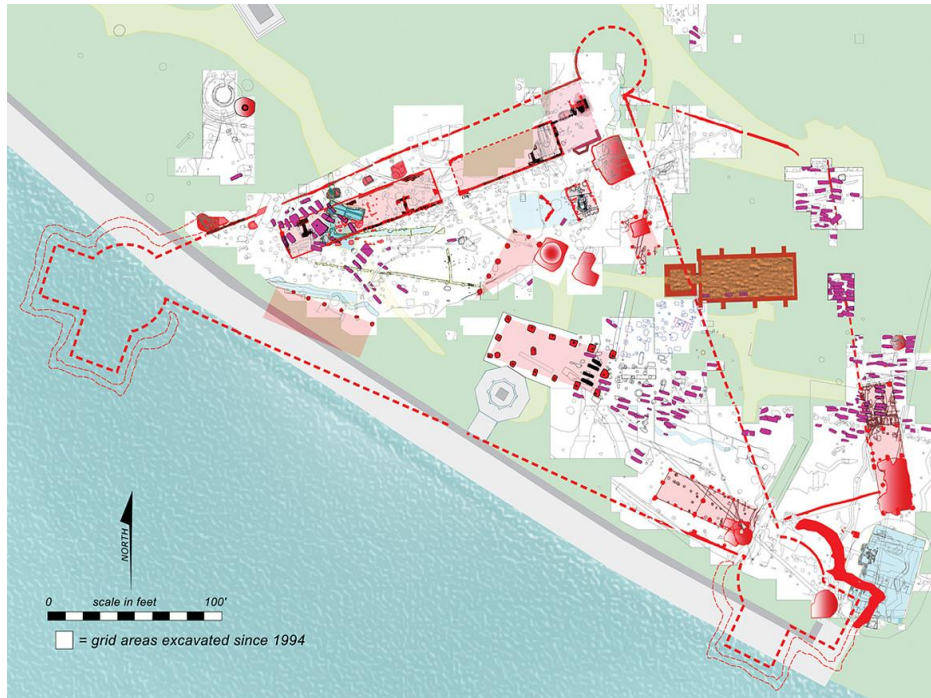 NORTH
0 scale in feet 100'
= grid areas excavated since 1994